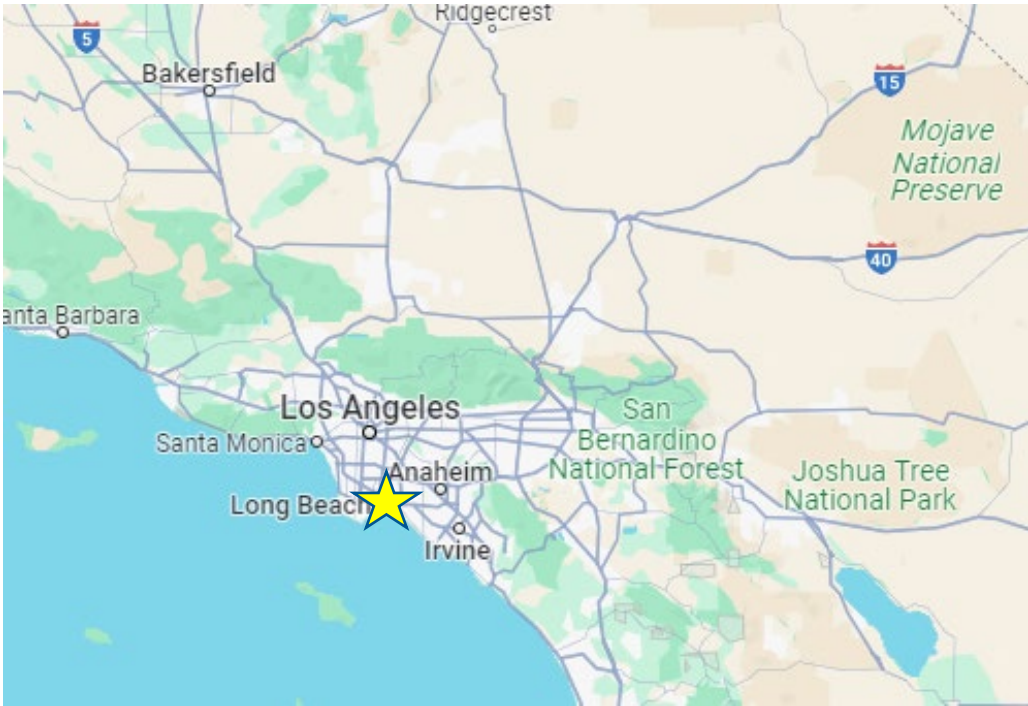 Ridgecrest
5
Bakersfield
15
Mojave
National
Preserve
40
anta Barbara
Los Angeles
San
Bernardino
National Forest
Santa Monica
Anaheim
Joshua Tree
National Park
Long Beach
Irvine